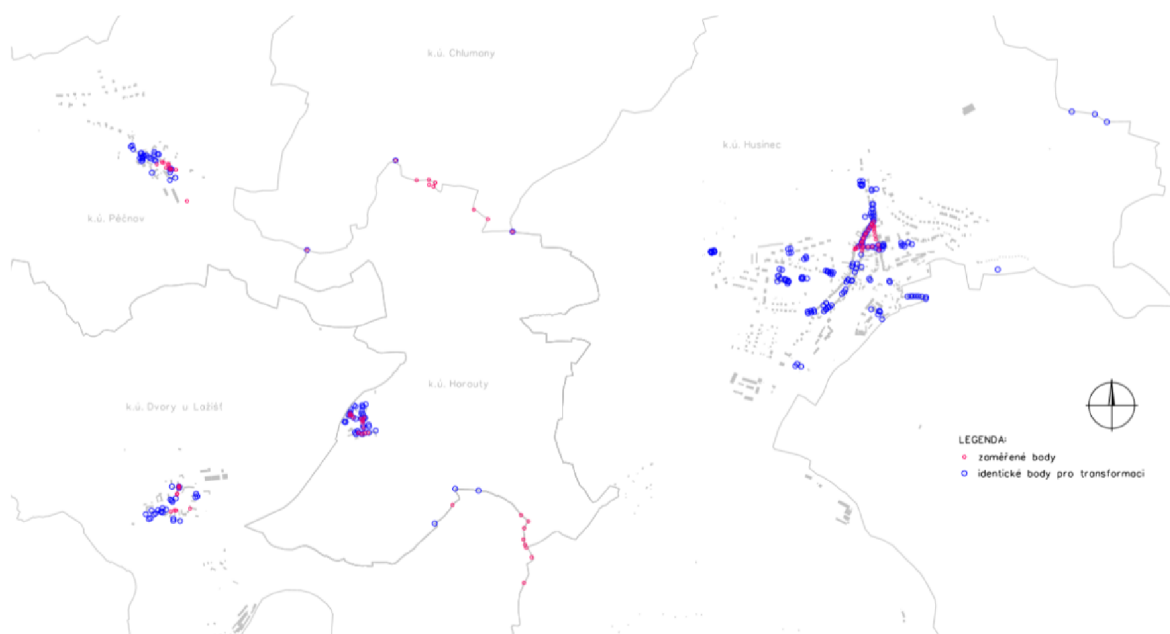 k.ú. Chlumany
k.ú. Husinec
k.ú. Pěčnov
k.ú. Horouty
k.ú. Dvory u Lažišť
LEGENDA:
zaměřené body
identické body pro transformaci